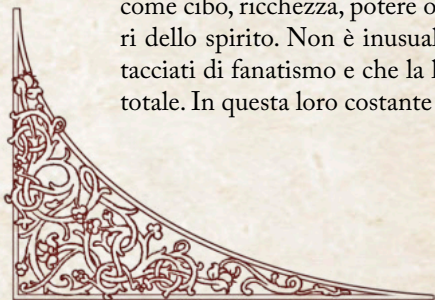 come cibo, ricchezza, potere o
ri dello spirito. Non è inusual
tacciati di fanatismo e che la l
totale. In questa loro costante